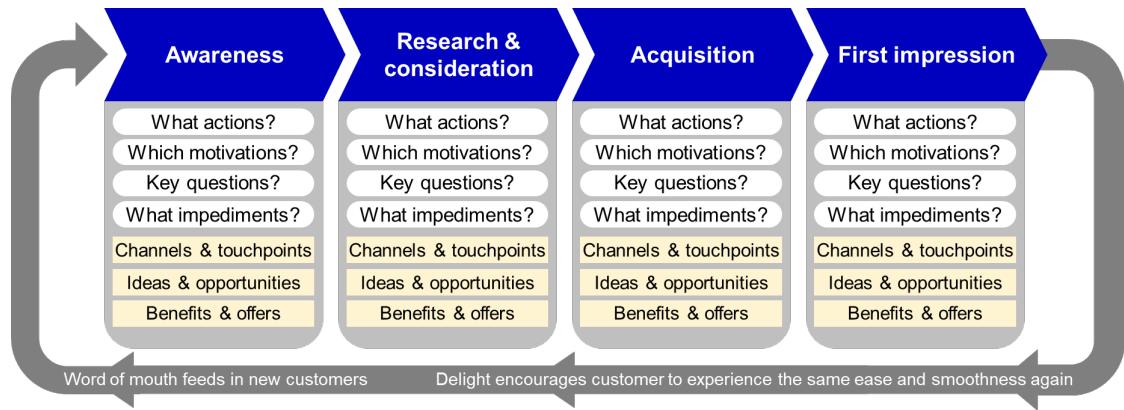 Awareness
Research &
consideration
Acquisition
First impression
What actions?
Which motivations?
Key questions?
What impediments?
Channels & touchpoints
Ideas & opportunities
Benefits & offers
What actions?
Which motivations?
Key questions?
What impediments?
Channels & touchpoints
Ideas & opportunities
Benefits & offers
What actions?
Which motivations?
Key questions?
What impediments?
Channels & touchpoints
Ideas & opportunities
Benefits & offers
What actions?
Which motivations?
Key questions?
What impediments?
Channels & touchpoints
Ideas & opportunities
Benefits & offers
Word of mouth feeds in new customers
Delight encourages customer to experience the same ease and smoothness again